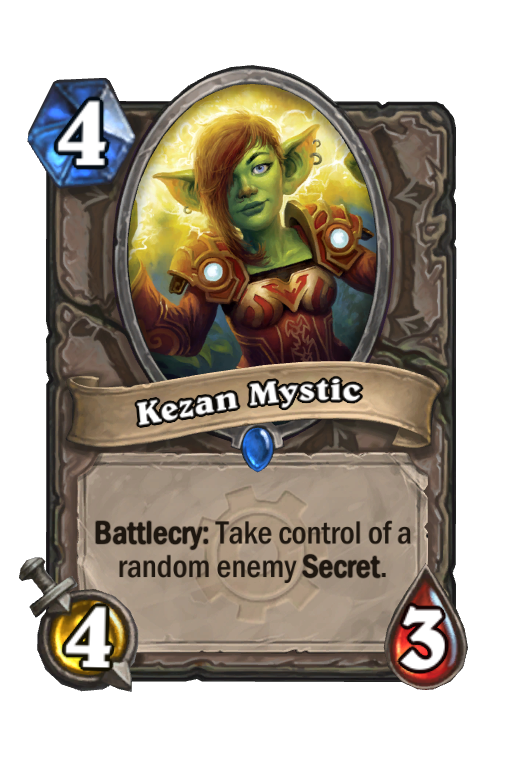 4
Kezan Mystic
Battlecry: Take control of a
random enemy Secret.
4
3